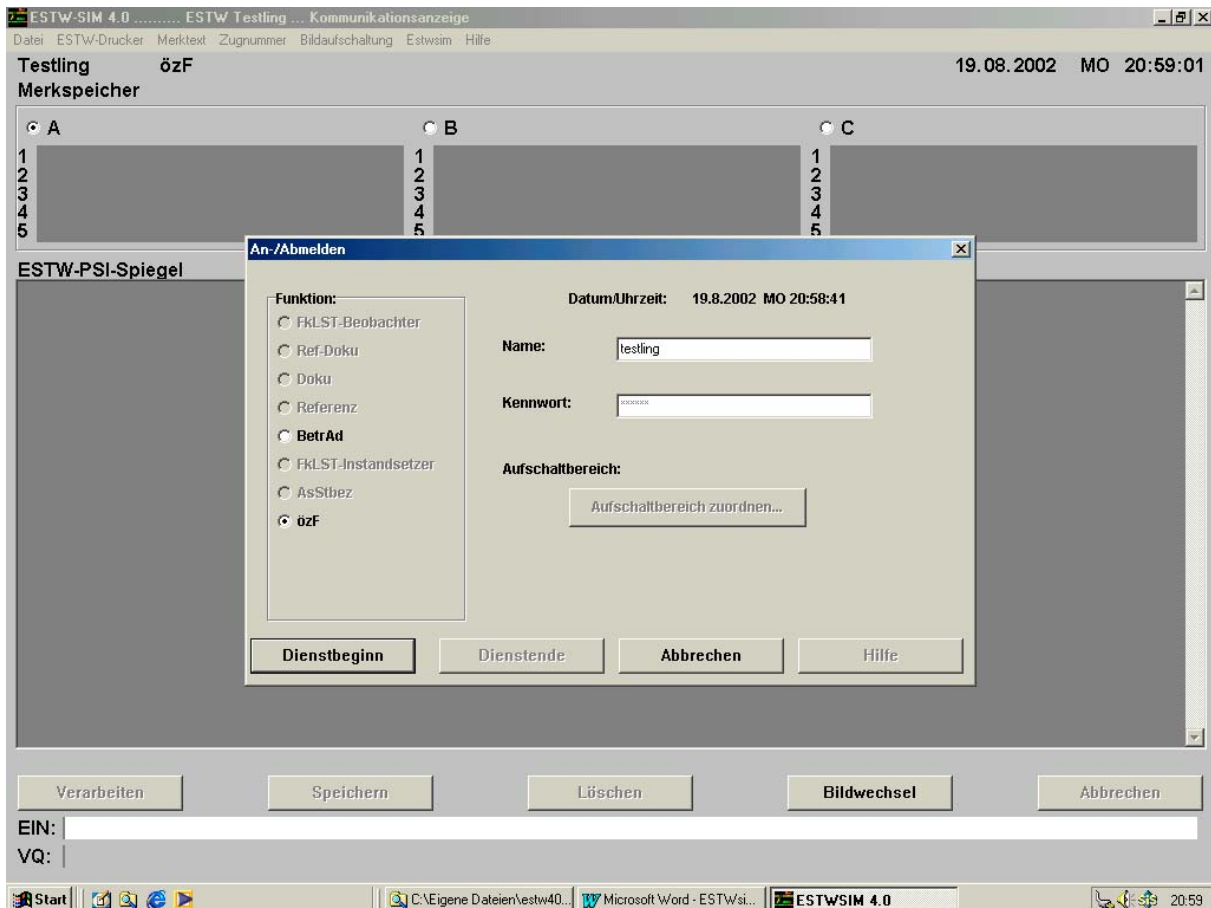 ESTW-SIM 4.0 .......... ESTW Testling ... Kommunikationsanzeige
Datei ESTW-Drucker Merktext Zugnummer Bildaufschaltung Estwsim Hilfe
Testling özF 19.08.2002 MO 20:59:01
Merkspeicher
A B C
1 1 1
2 2 2
3 3 3
4 4 4
5 5 5
An-/Abmelden
ESTW-PSI-Spiegel
Funktion:
Datum/Uhrzeit: 19.8.2002 MO 20:58:41
FkLST-Beobachter
Name: testling
Ref-Doku
Doku
Kennwort: xxxxxx
Referenz
BetrAd
FkLST-Instandsetzer
Aufschaltbereich:
AsStbez
Aufschaltbereich zuordnen...
özF
Dienstbeginn Dienstende Abbrechen Hilfe
Verarbeiten Speichern Löschen Bildwechsel Abbrechen
EIN:
VQ:
Start C:\Eigene Dateien\estw40... Microsoft Word - ESTWsi... ESTWSIM 4.0 20:59